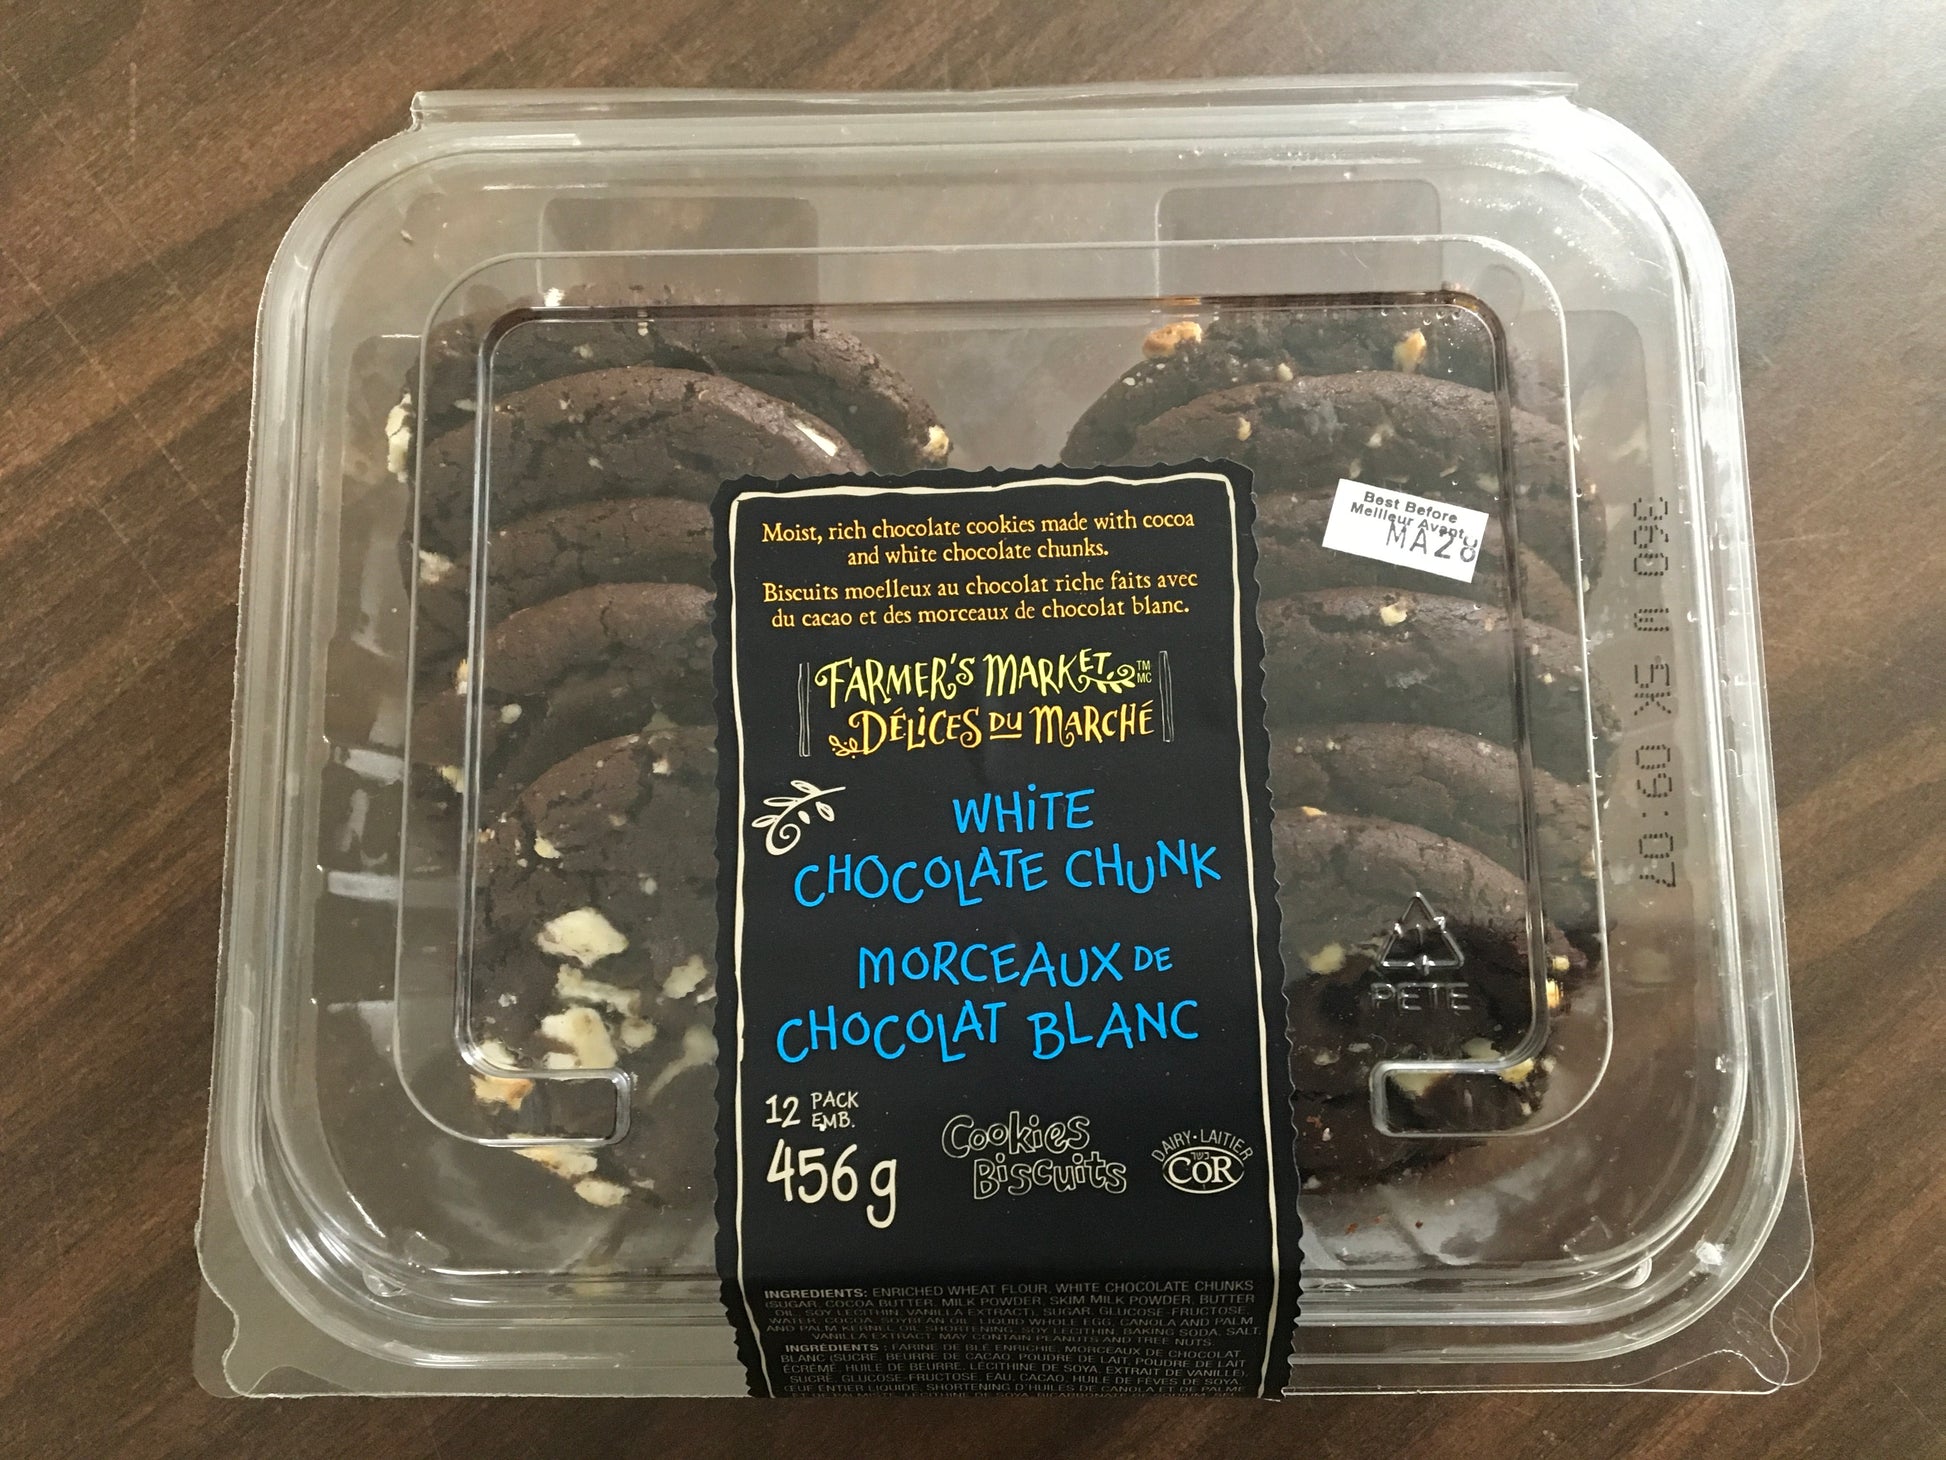 Moist, rich chocolate cookies made with cocoa
and white chocolate chunks.
Biscuits moelleux au chocolat riche faits avec
du cacao et des morceaux de chocolat blanc.
FARMER'S MARKET TM MC
DÉLICES DU MARCHÉ
WHITE
CHOCOLATE CHUNK
MORCEAUX DE
CHOCOLAT BLANC
12 PACK
EMB.
456 g
Cookies
Biscuits
DAIRY·LAITIER
כשר
COR
INGREDIENTS: ENRICHED WHEAT FLOUR, WHITE CHOCOLATE CHUNKS
(SUGAR, COCOA BUTTER, MILK POWDER, SKIM MILK POWDER, BUTTER
OIL, SOY LECITHIN, VANILLA EXTRACT), SUGAR, GLUCOSE-FRUCTOSE,
WATER, COCOA, SOYBEAN OIL, LIQUID WHOLE EGG, CANOLA AND PALM
AND PALM KERNEL OIL SHORTENING, SOY LECITHIN, BAKING SODA, SALT,
VANILLA EXTRACT. MAY CONTAIN PEANUTS AND TREE NUTS.
INGRÉDIENTS : FARINE DE BLÉ ENRICHIE, MORCEAUX DE CHOCOLAT
BLANC (SUCRE, BEURRE DE CACAO, POUDRE DE LAIT, POUDRE DE LAIT
ÉCRÉMÉ, HUILE DE BEURRE, LÉCITHINE DE SOYA, EXTRAIT DE VANILLE),
SUCRE, GLUCOSE-FRUCTOSE, EAU, CACAO, HUILE DE FÈVES DE SOYA,
ŒUF ENTIER LIQUIDE, SHORTENING D'HUILES DE CANOLA ET DE PALME
Best Before
Meilleur Avant
MA 28
1
PETE